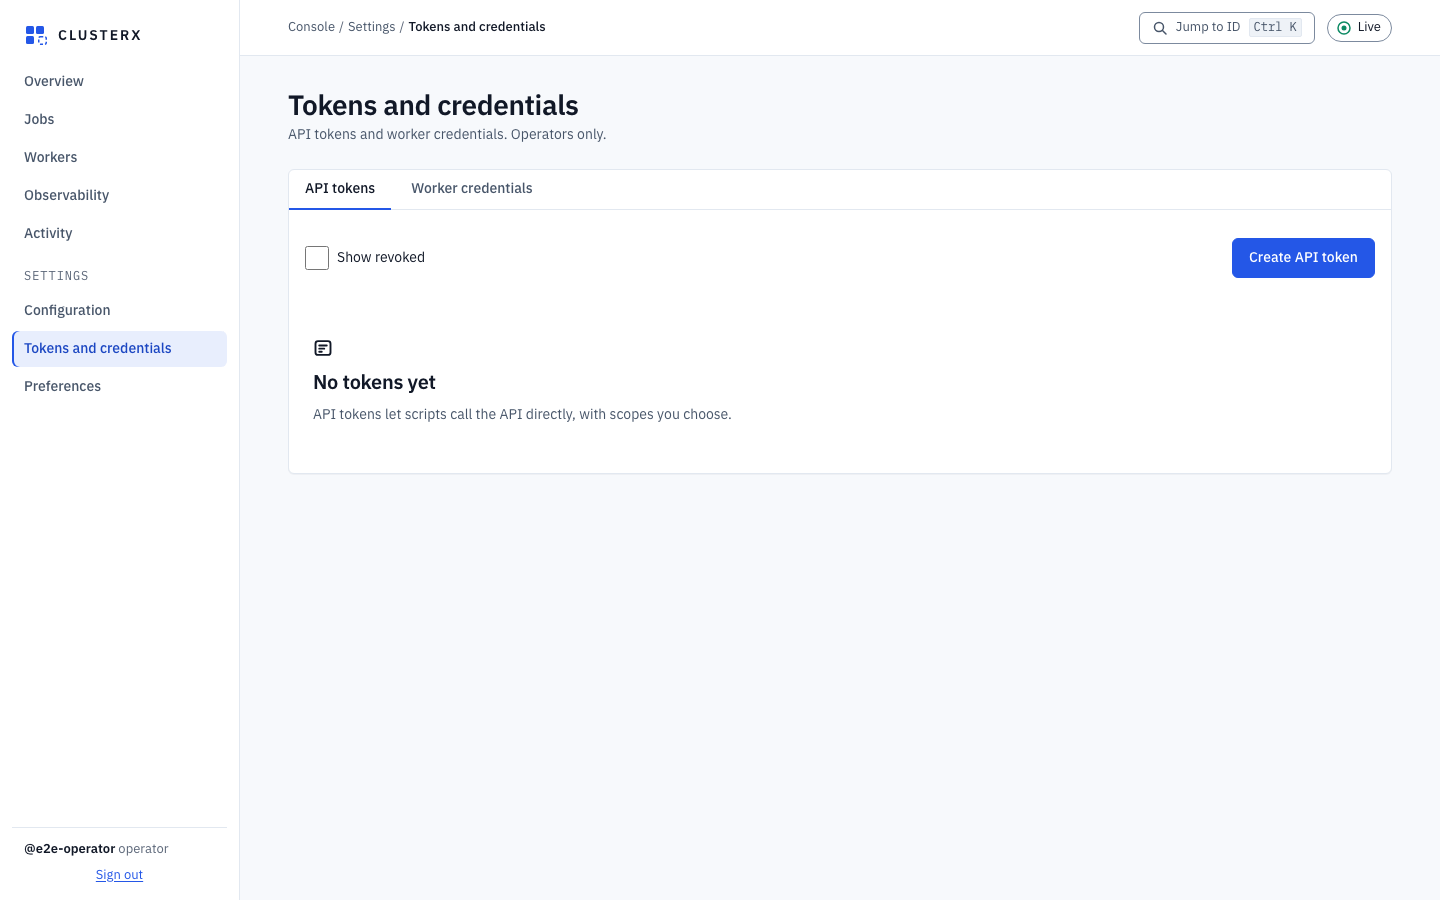 CLUSTERX
Overview
Jobs
Workers
Observability
Activity
SETTINGS
Configuration
Tokens and credentials
Preferences
@e2e-operator operator
Sign out
Console / Settings / Tokens and credentials
Jump to ID Ctrl K
Live
Tokens and credentials
API tokens and worker credentials. Operators only.
API tokens Worker credentials
Show revoked
Create API token
No tokens yet
API tokens let scripts call the API directly, with scopes you choose.